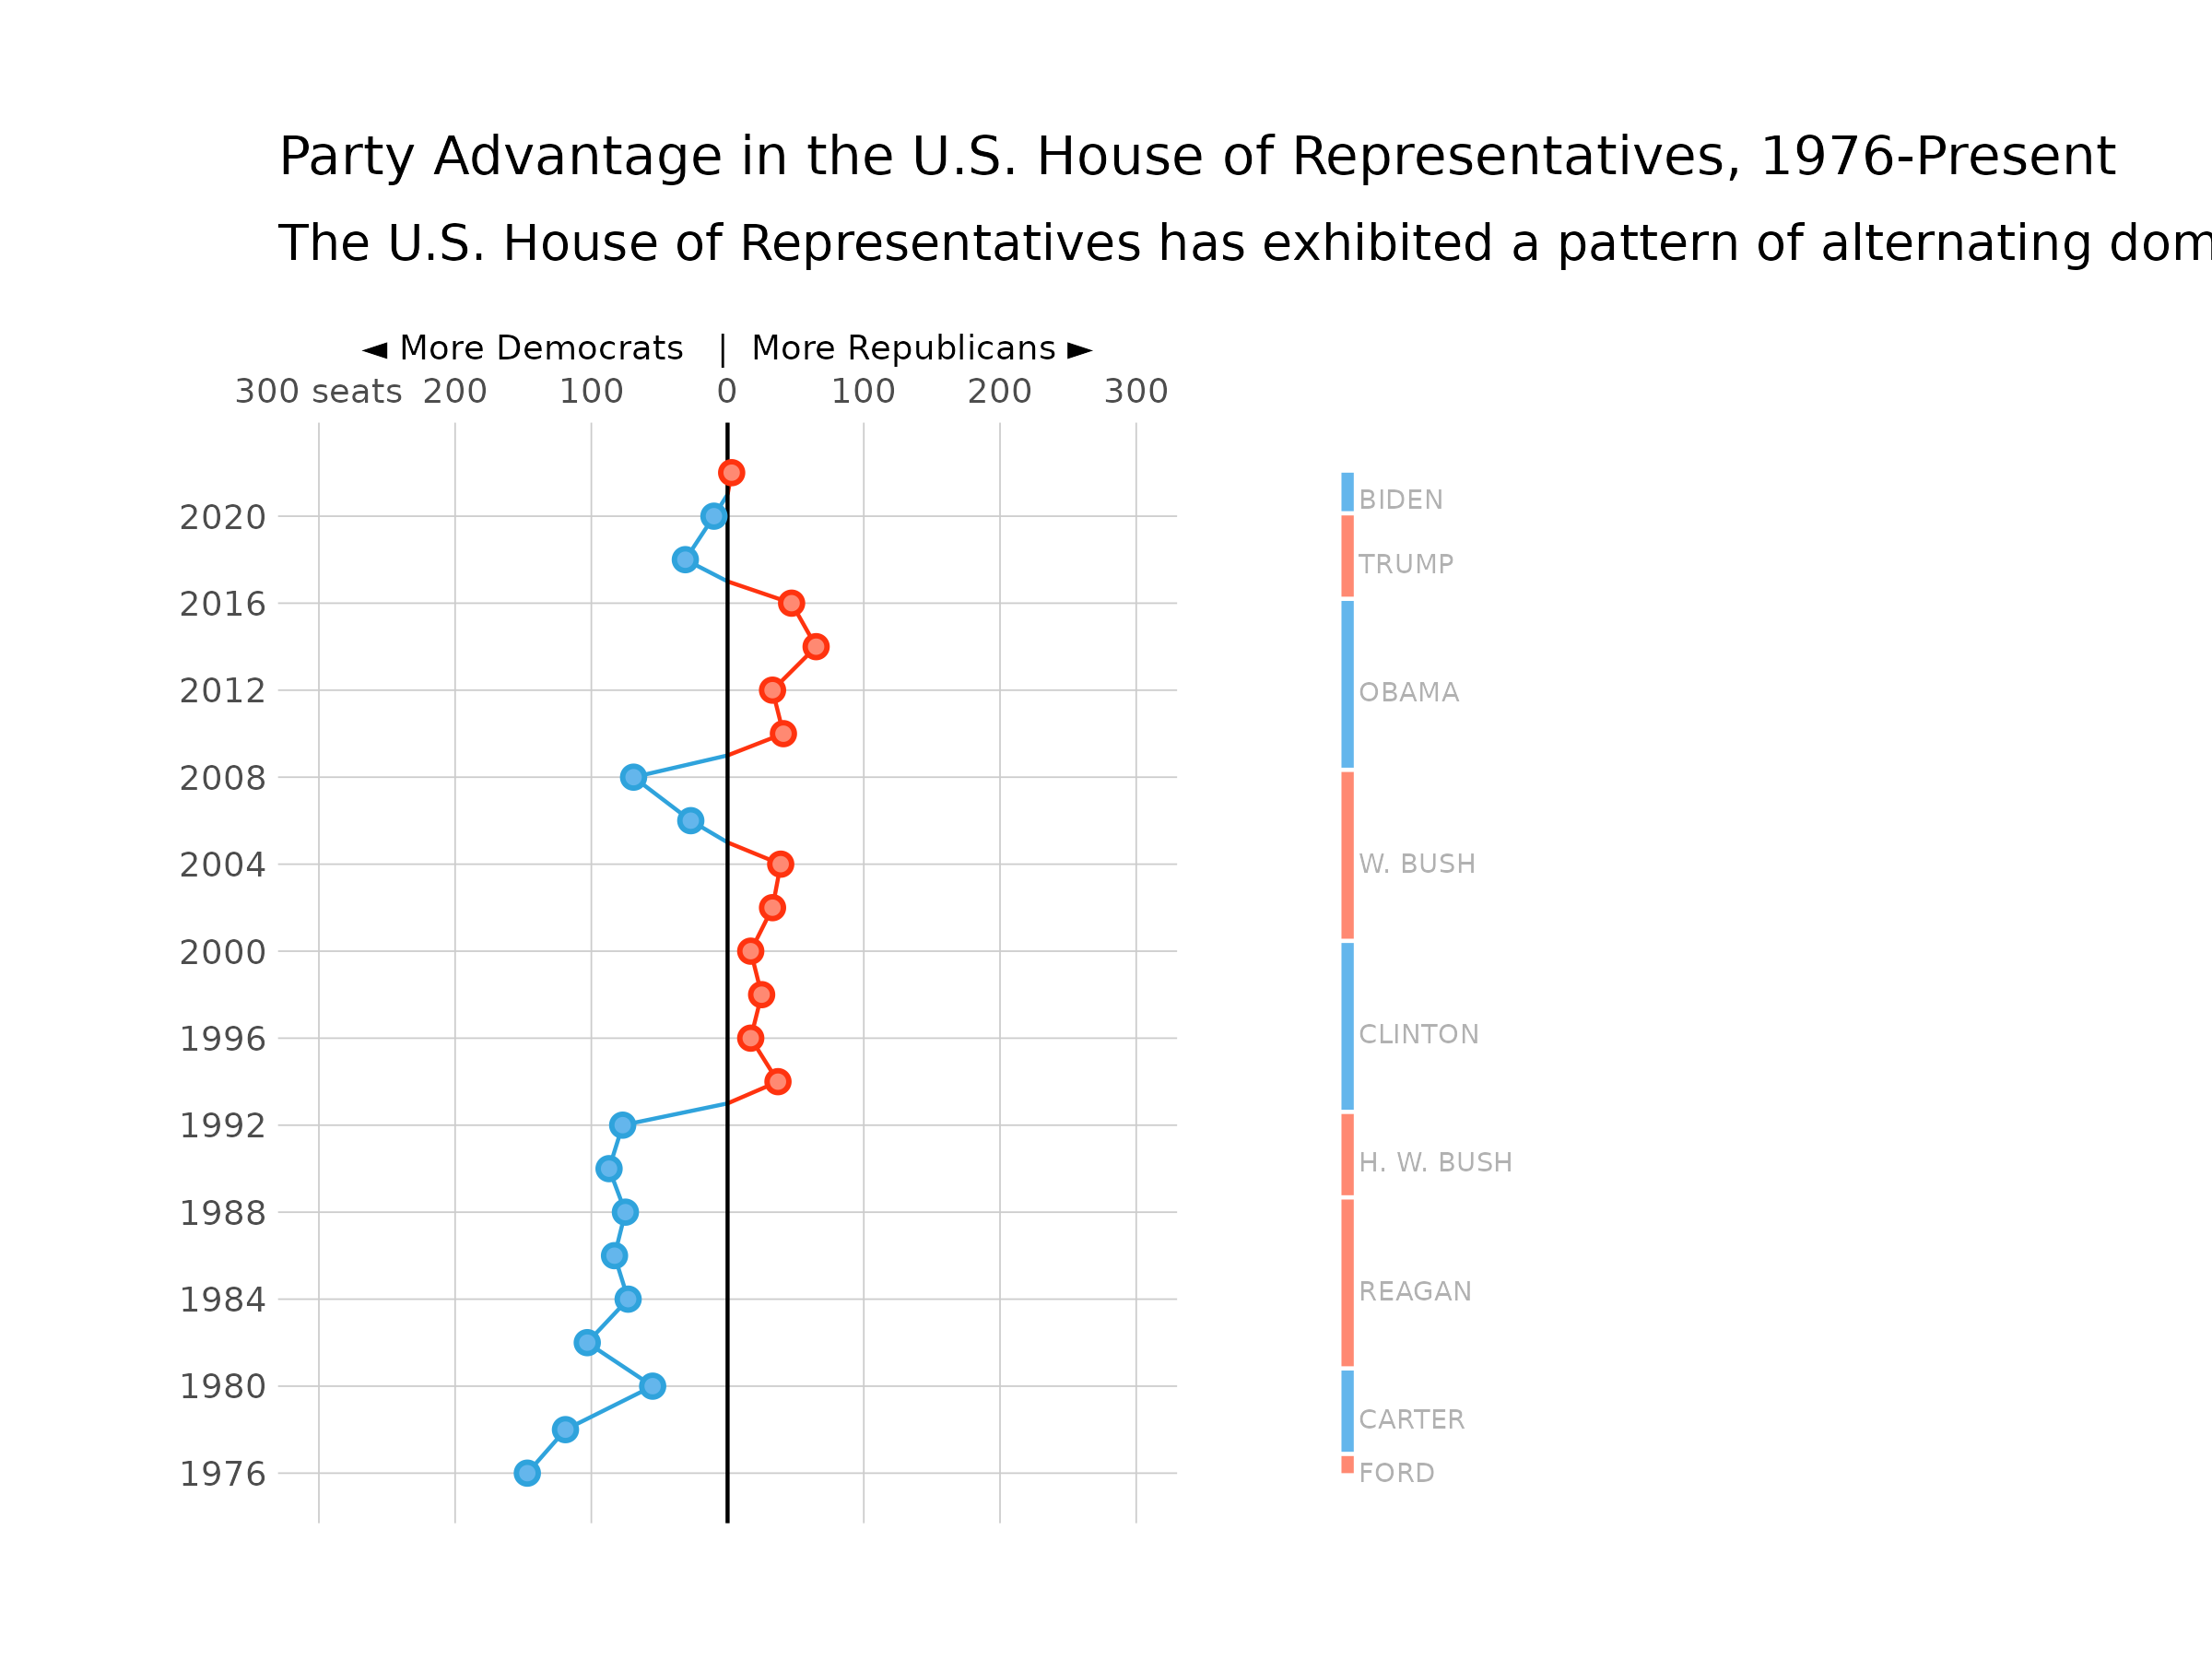 Party Advantage in the U.S. House of Representatives, 1976-Present
The U.S. House of Representatives has exhibited a pattern of alternating
◄ More Democrats | More Republicans ►
300 seats 200 100 0 100 200 300
2020
2016
2012
2008
2004
2000
1996
1992
1988
1984
1980
1976
BIDEN
TRUMP
OBAMA
W. BUSH
CLINTON
H. W. BUSH
REAGAN
CARTER
FORD